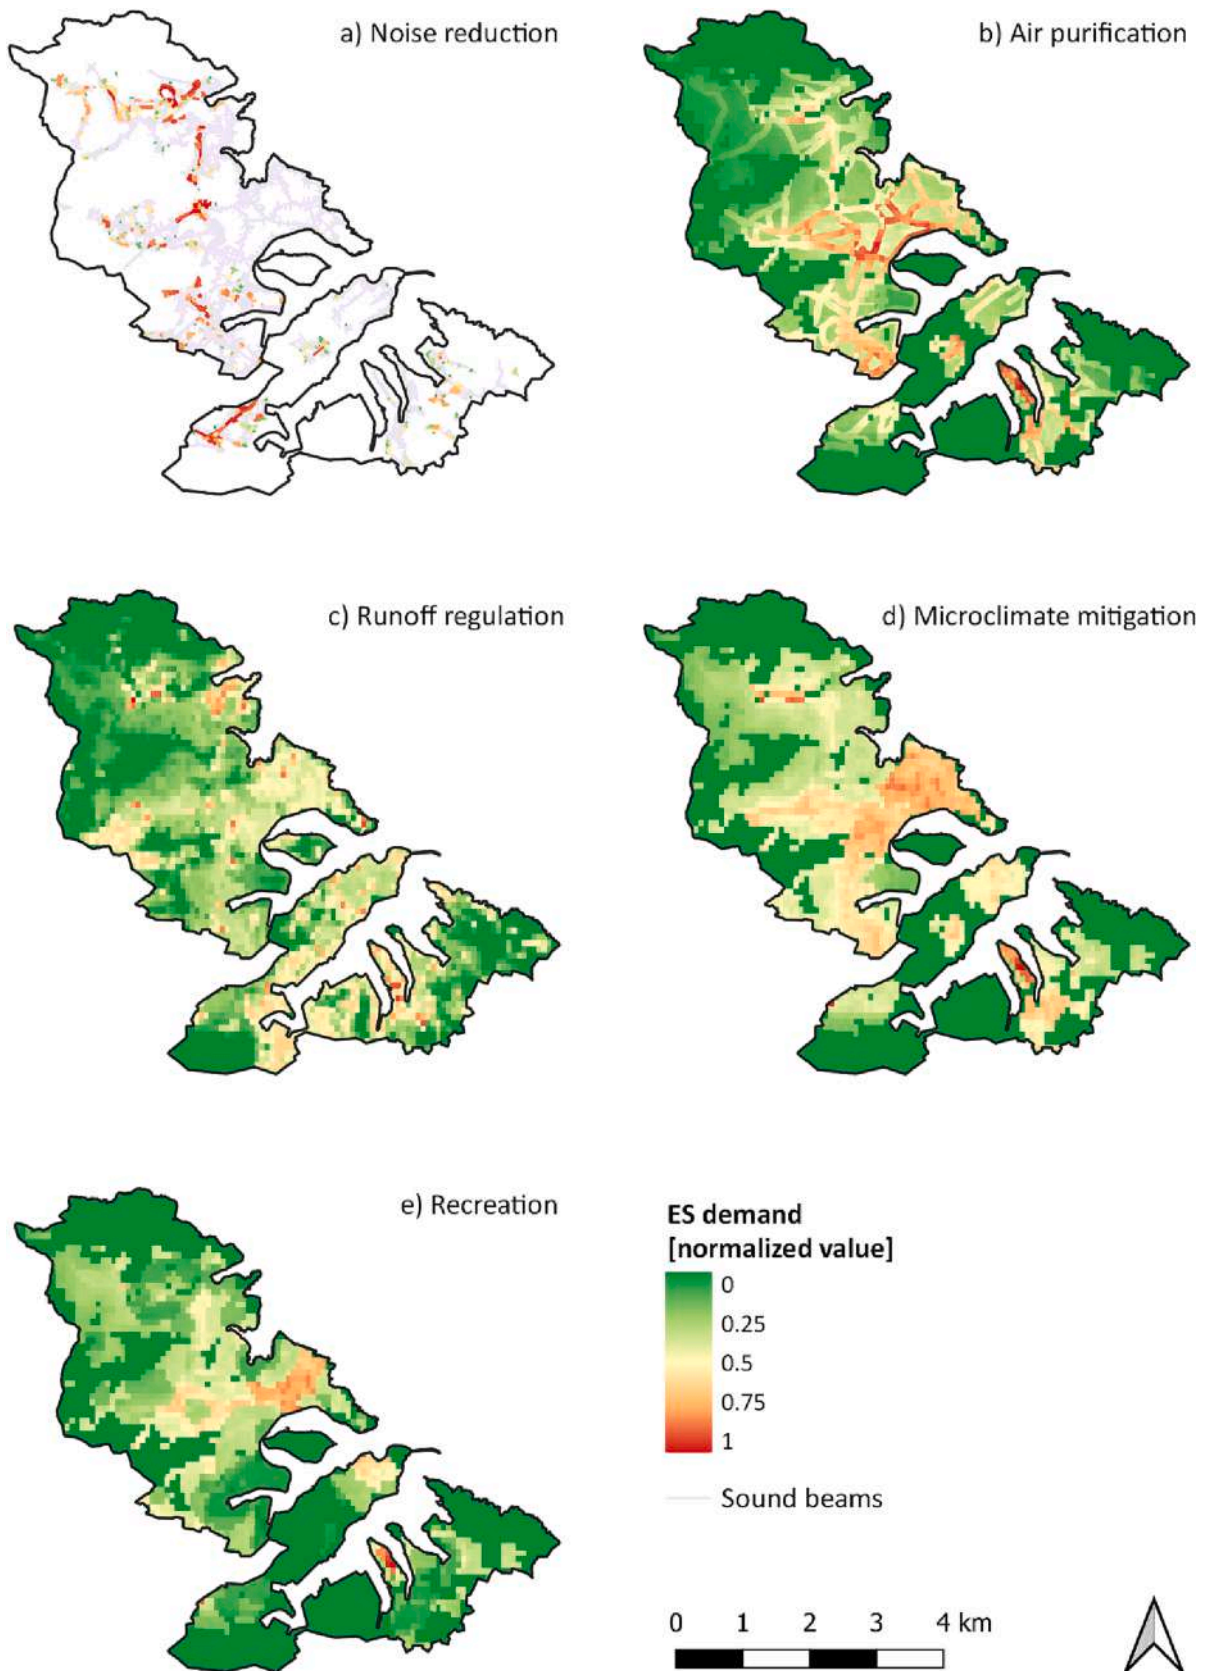 a) Noise reduction
b) Air purification
c) Runoff regulation
d) Microclimate mitigation
e) Recreation
ES demand
[normalized value]
0
0.25
0.5
0.75
1
Sound beams
0 1 2 3 4 km